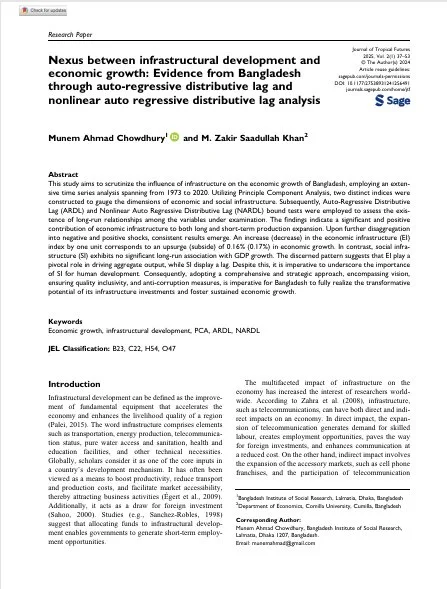 Check for updates
Research Paper
Journal of Tropical Futures
2025, Vol. 2(1) 37–53
© The Author(s) 2024
Article reuse guidelines:
sagepub.com/journals-permissions
DOI: 10.1177/27538931241256491
journals.sagepub.com/home/jtf
Sage
Nexus between infrastructural development and
economic growth: Evidence from Bangladesh
through auto-regressive distributive lag and
nonlinear auto regressive distributive lag analysis
Munem Ahmad Chowdhury¹ iD and M. Zakir Saadullah Khan²
Abstract
This study aims to scrutinize the influence of infrastructure on the economic growth of Bangladesh, employing an exten-
sive time series analysis spanning from 1973 to 2020. Utilizing Principle Component Analysis, two distinct indices were
constructed to gauge the dimensions of economic and social infrastructure. Subsequently, Auto-Regressive Distributive
Lag (ARDL) and Nonlinear Auto Regressive Distributive Lag (NARDL) bound tests were employed to assess the exis-
tence of long-run relationships among the variables under examination. The findings indicate a significant and positive
contribution of economic infrastructure to both long and short-term production expansion. Upon further disaggregation
into negative and positive shocks, consistent results emerge. An increase (decrease) in the economic infrastructure (EI)
index by one unit corresponds to an upsurge (subside) of 0.16% (0.17%) in economic growth. In contrast, social infra-
structure (SI) exhibits no significant long-run association with GDP growth. The discerned pattern suggests that EI play a
pivotal role in driving aggregate output, while SI display a lag. Despite this, it is imperative to underscore the importance
of SI for human development. Consequently, adopting a comprehensive and strategic approach, encompassing vision,
ensuring quality inclusivity, and anti-corruption measures, is imperative for Bangladesh to fully realize the transformative
potential of its infrastructure investments and foster sustained economic growth.
Keywords
Economic growth, infrastructural development, PCA, ARDL, NARDL
JEL Classification: B23, C22, H54, O47
Introduction
Infrastructural development can be defined as the improve-
ment of fundamental equipment that accelerates the
economy and enhances the livelihood quality of a region
(Palei, 2015). The word infrastructure comprises elements
such as transportation, energy production, telecommunica-
tion status, pure water access and sanitation, health and
education facilities, and other technical necessities.
Globally, scholars consider it as one of the core inputs in
a country's development mechanism. It has often been
viewed as a means to boost productivity, reduce transport
and production costs, and facilitate market accessibility,
thereby attracting business activities (Égert et al., 2009).
Additionally, it acts as a draw for foreign investment
(Sahoo, 2000). Studies (e.g., Sanchez-Robles, 1998)
suggest that allocating funds to infrastructural develop-
ment enables governments to generate short-term employ-
ment opportunities.
The multifaceted impact of infrastructure on the
economy has increased the interest of researchers world-
wide. According to Zahra et al. (2008), infrastructure,
such as telecommunications, can have both direct and indi-
rect impacts on an economy. In direct impact, the expan-
sion of telecommunication generates demand for skilled
labour, creates employment opportunities, paves the way
for foreign investments, and enhances communication at
a reduced cost. On the other hand, indirect impact involves
the expansion of the accessory markets, such as cell phone
franchises, and the participation of telecommunication
¹Bangladesh Institute of Social Research, Lalmatia, Dhaka, Bangladesh
²Department of Economics, Comilla University, Cumilla, Bangladesh
Corresponding Author:
Munem Ahmad Chowdhury, Bangladesh Institute of Social Research,
Lalmatia, Dhaka 1207, Bangladesh.
Email: munemahmad@gmail.com